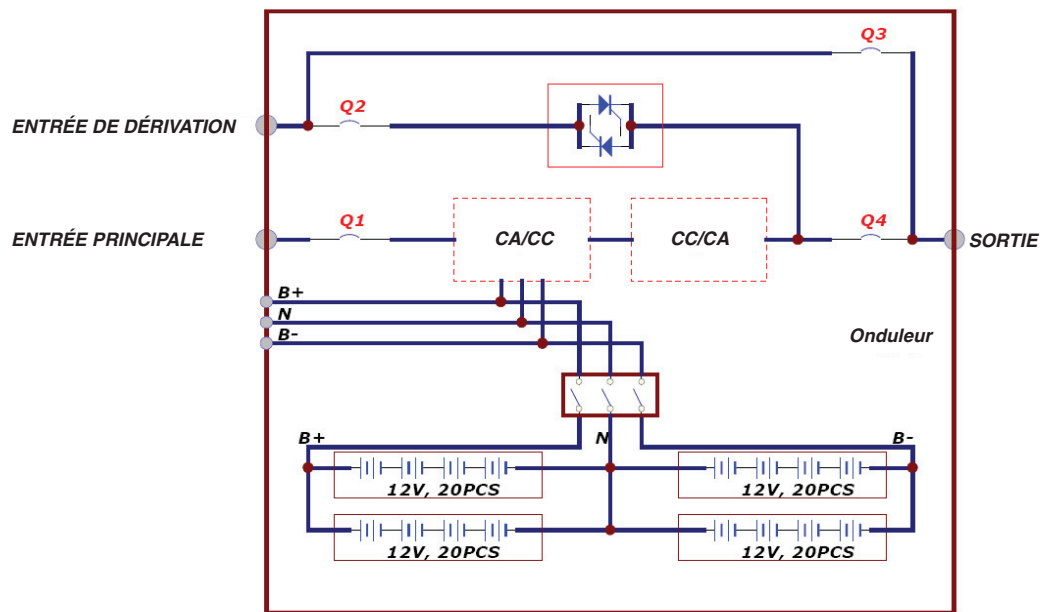 Q3
Q2
ENTRÉE DE DÉRIVATION
Q1
Q4
ENTRÉE PRINCIPALE
CA/CC
CC/CA
SORTIE
B+
N
B-
Onduleur
B+
N
B-
12V, 20PCS
12V, 20PCS
12V, 20PCS
12V, 20PCS